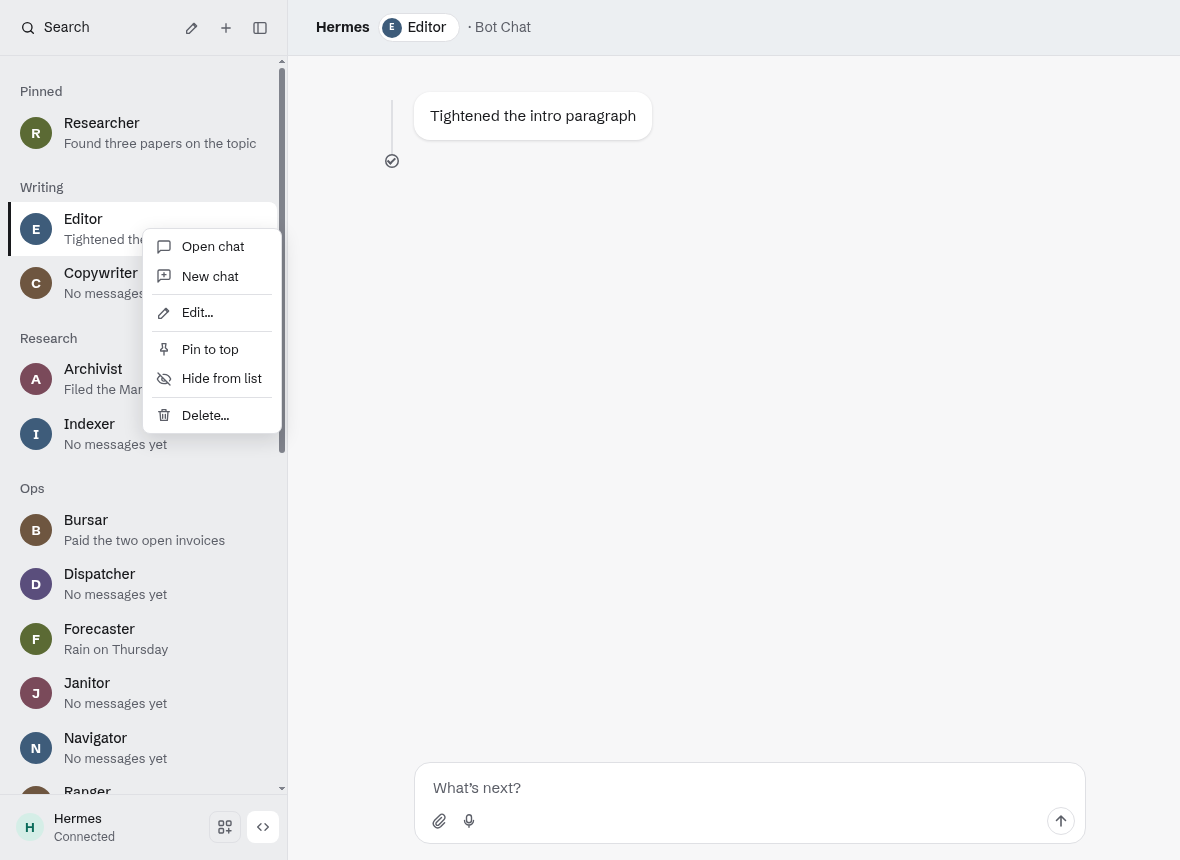 Search
Hermes E Editor · Bot Chat
Pinned
R
Researcher
Found three papers on the topic
Writing
E
Editor
Tightened the
C
Copywriter
No messages
Research
A
Archivist
Filed the Mar
I
Indexer
No messages yet
Open chat
New chat
Edit...
Pin to top
Hide from list
Delete...
Ops
B
Bursar
Paid the two open invoices
D
Dispatcher
No messages yet
F
Forecaster
Rain on Thursday
J
Janitor
No messages yet
N
Navigator
No messages yet
Ranger
H
Hermes
Connected
Tightened the intro paragraph
What's next?